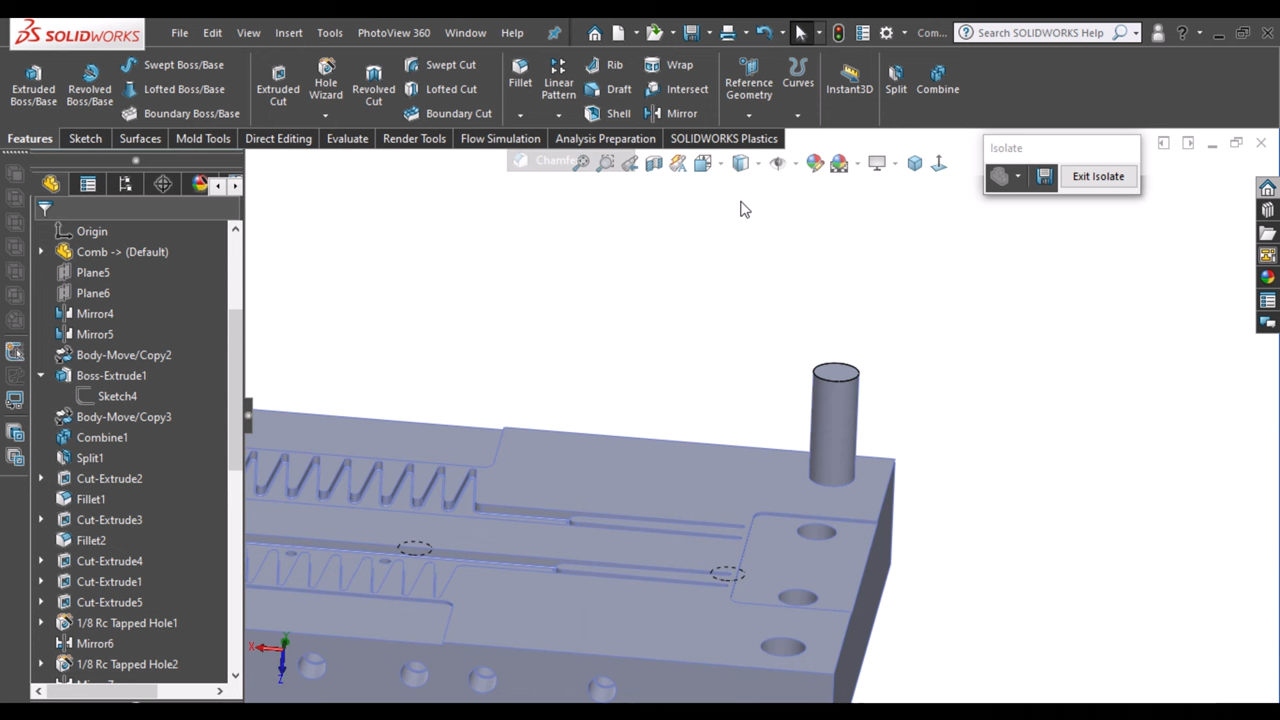 SOLIDWORKS File Edit View Insert Tools PhotoView 360 Window Help Com... Search SOLIDWORKS Help ?
Extruded Boss/Base
Revolved Boss/Base
Swept Boss/Base
Lofted Boss/Base
Boundary Boss/Base
Extruded Cut
Hole Wizard
Revolved Cut
Swept Cut
Lofted Cut
Boundary Cut
Fillet
Linear Pattern
Rib
Draft
Shell
Wrap
Intersect
Mirror
Reference Geometry
Curves
Instant3D
Split
Combine
Features Sketch Surfaces Mold Tools Direct Editing Evaluate Render Tools Flow Simulation Analysis Preparation SOLIDWORKS Plastics
Isolate
Exit Isolate
Origin
Comb -> (Default)
Plane5
Plane6
Mirror4
Mirror5
Body-Move/Copy2
Boss-Extrude1
Sketch4
Body-Move/Copy3
Combine1
Split1
Cut-Extrude2
Fillet1
Cut-Extrude3
Fillet2
Cut-Extrude4
Cut-Extrude1
Cut-Extrude5
1/8 Rc Tapped Hole1
Mirror6
1/8 Rc Tapped Hole2
X
Y
Z